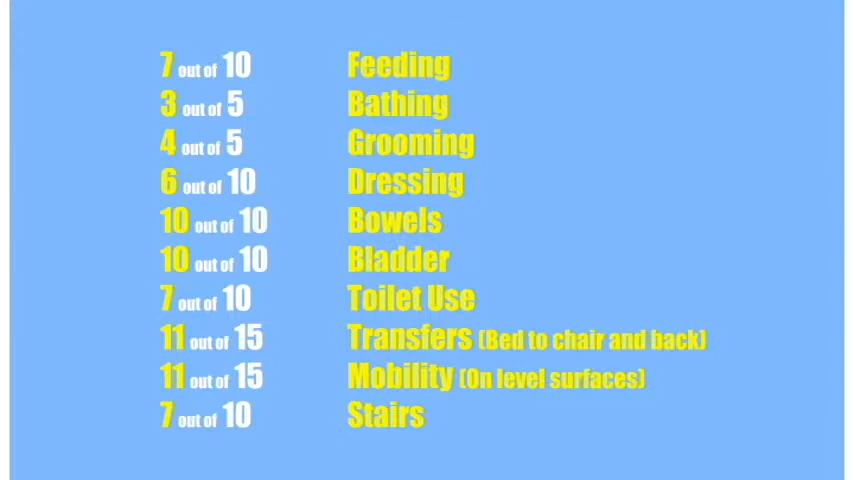 7 out of 10 Feeding
3 out of 5 Bathing
4 out of 5 Grooming
6 out of 10 Dressing
10 out of 10 Bowels
10 out of 10 Bladder
7 out of 10 Toilet Use
11 out of 15 Transfers (Bed to chair and back)
11 out of 15 Mobility (On level surfaces)
7 out of 10 Stairs